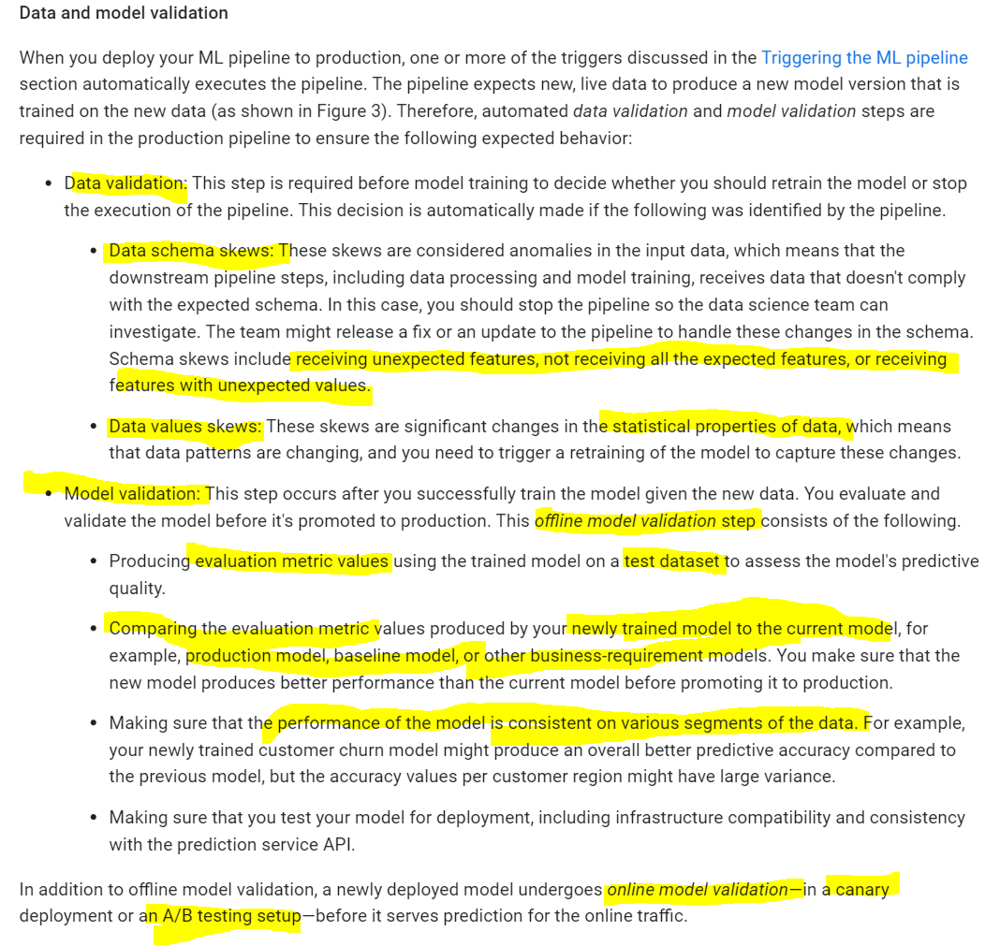 Data and model validation
When you deploy your ML pipeline to production, one or more of the triggers discussed in the Triggering the ML pipeline
section automatically executes the pipeline. The pipeline expects new, live data to produce a new model version that is
trained on the new data (as shown in Figure 3). Therefore, automated data validation and model validation steps are
required in the production pipeline to ensure the following expected behavior:
• Data validation: This step is required before model training to decide whether you should retrain the model or stop
the execution of the pipeline. This decision is automatically made if the following was identified by the pipeline.
• Data schema skews: These skews are considered anomalies in the input data, which means that the
downstream pipeline steps, including data processing and model training, receives data that doesn't comply
with the expected schema. In this case, you should stop the pipeline so the data science team can
investigate. The team might release a fix or an update to the pipeline to handle these changes in the schema.
Schema skews include receiving unexpected features, not receiving all the expected features, or receiving
features with unexpected values.
• Data values skews: These skews are significant changes in the statistical properties of data, which means
that data patterns are changing, and you need to trigger a retraining of the model to capture these changes.
• Model validation: This step occurs after you successfully train the model given the new data. You evaluate and
validate the model before it's promoted to production. This offline model validation step consists of the following.
• Producing evaluation metric values using the trained model on a test dataset to assess the model's predictive
quality.
• Comparing the evaluation metric values produced by your newly trained model to the current model, for
example, production model, baseline model, or other business-requirement models. You make sure that the
new model produces better performance than the current model before promoting it to production.
• Making sure that the performance of the model is consistent on various segments of the data. For example,
your newly trained customer churn model might produce an overall better predictive accuracy compared to
the previous model, but the accuracy values per customer region might have large variance.
• Making sure that you test your model for deployment, including infrastructure compatibility and consistency
with the prediction service API.
In addition to offline model validation, a newly deployed model undergoes online model validation—in a canary
deployment or an A/B testing setup—before it serves prediction for the online traffic.